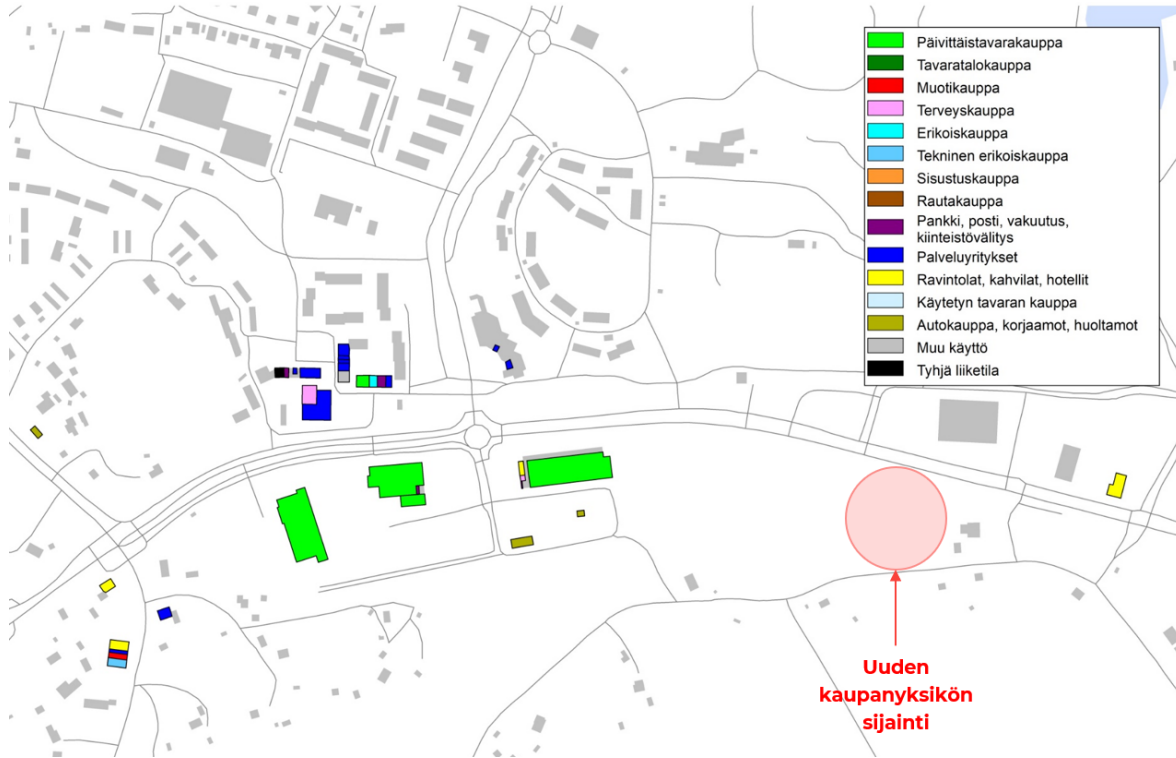 Päivittäistavarakauppa
Tavaratalokauppa
Muotikauppa
Terveyskauppa
Erikoiskauppa
Tekninen erikoiskauppa
Sisustuskauppa
Rautakauppa
Pankki, posti, vakuutus,
kiinteistövälitys
Palveluyritykset
Ravintolat, kahvilat, hotellit
Käytetyn tavaran kauppa
Autokauppa, korjaamot, huoltamot
Muu käyttö
Tyhjä liiketila
Uuden
kaupanyksikön
sijainti